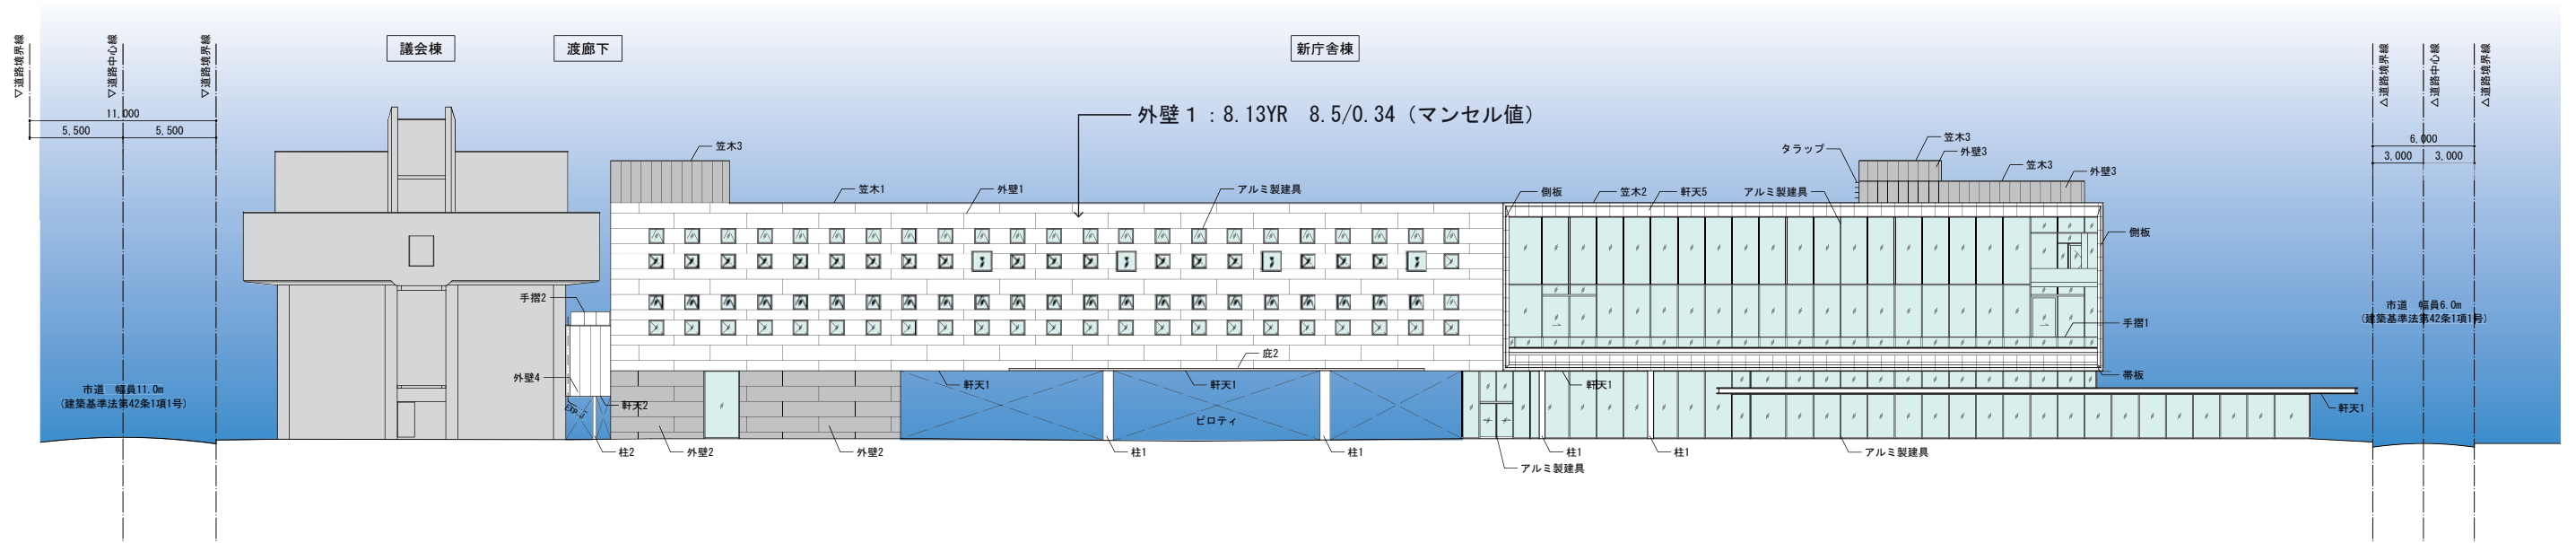 ▽道路境界線
▽道路中心線
▽道路境界線
議会棟
渡廊下
新庁舎棟
△道路境界線
△道路中心線
△道路境界線
11,000
5,500
5,500
外壁1：8.13YR　8.5/0.34（マンセル値）
6,000
3,000
3,000
笠木3
タラップ
笠木3
外壁3
笠木3
外壁3
笠木1
外壁1
アルミ製建具
側板
笠木2
軒天5
アルミ製建具
側板
手摺2
市道　幅員6.0m
(建築基準法第42条1項1号)
手摺1
庇2
外壁4
軒天1
軒天1
軒天1
帯板
市道　幅員11.0m
(建築基準法第42条1項1号)
軒天2
EXP.J
軒天1
ピロティ
柱2
外壁2
外壁2
柱1
柱1
柱1
柱1
アルミ製建具
アルミ製建具